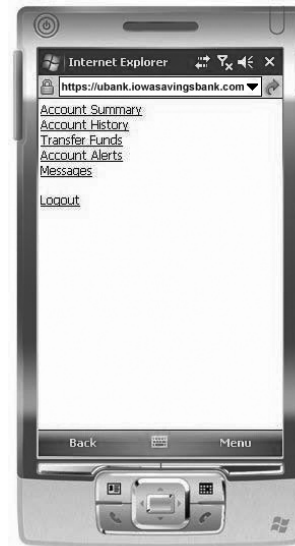 Internet Explorer
https://ubank.iowasavingsbank.com
Account Summary
Account History
Transfer Funds
Account Alerts
Messages
Logout
Back Menu